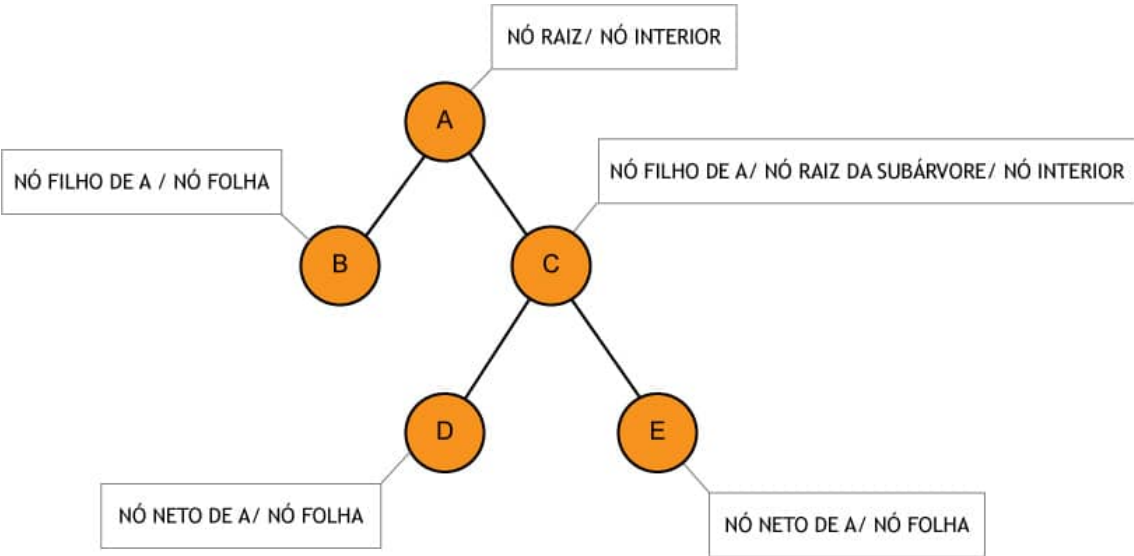 NÓ RAIZ/ NÓ INTERIOR
A
NÓ FILHO DE A / NÓ FOLHA
NÓ FILHO DE A/ NÓ RAIZ DA SUBÁRVORE/ NÓ INTERIOR
B
C
D
E
NÓ NETO DE A/ NÓ FOLHA
NÓ NETO DE A/ NÓ FOLHA